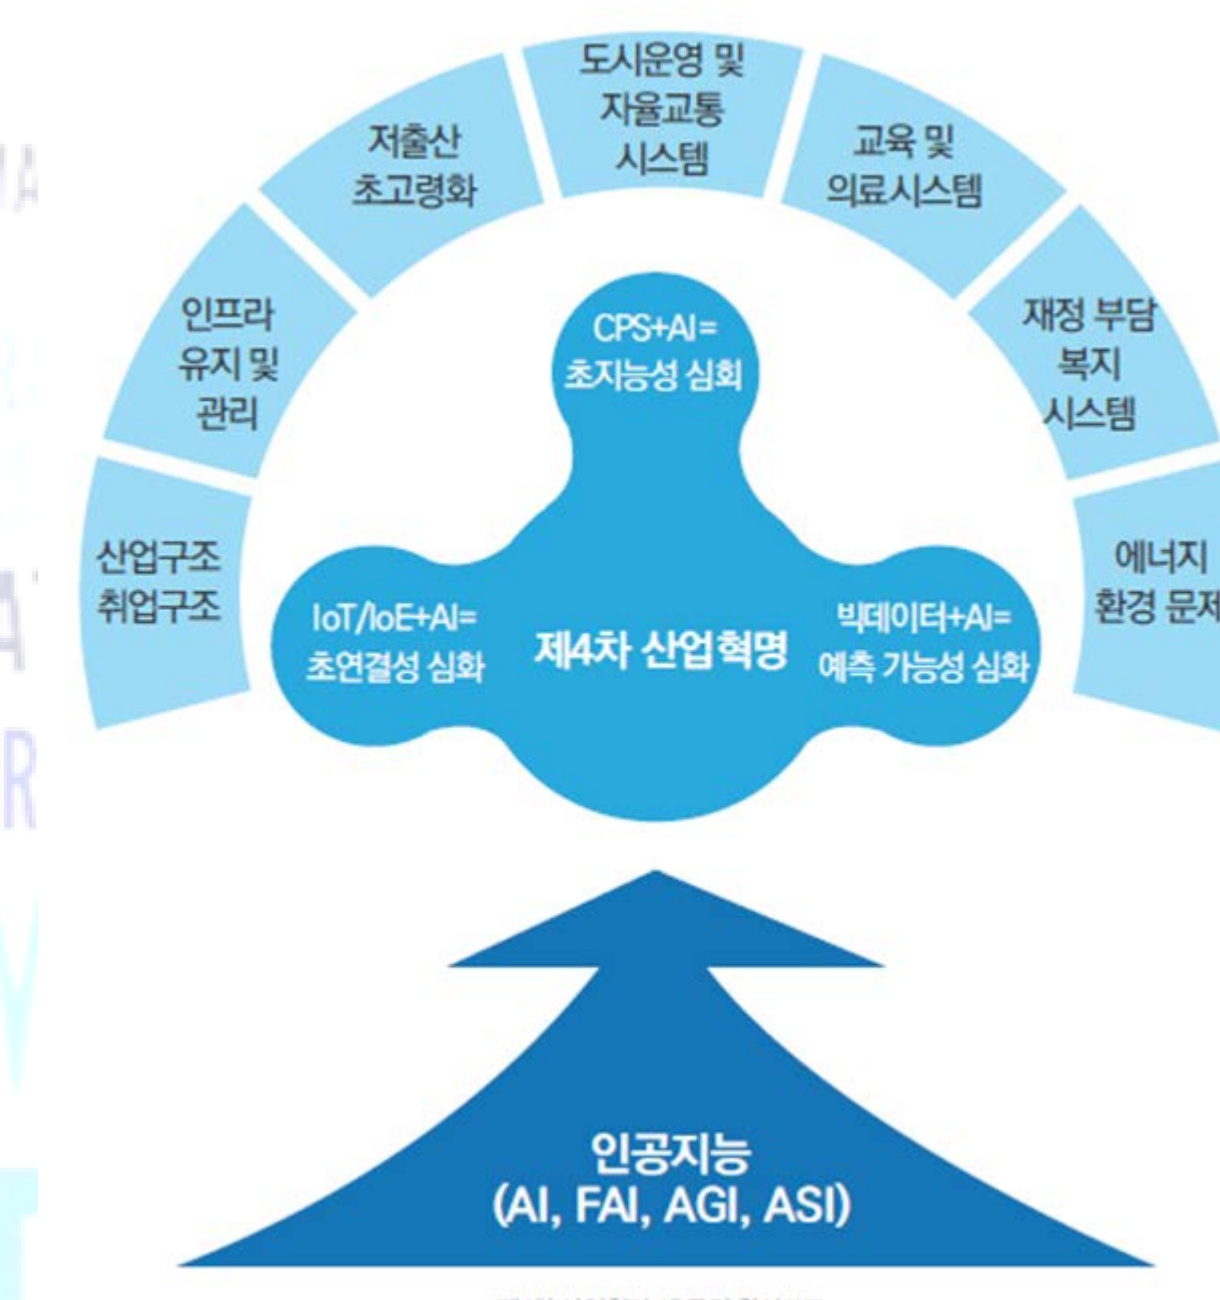 도시운영 및
자율교통
시스템
저출산
초고령화
교육 및
의료시스템
인프라
유지 및
관리
재정 부담
복지
시스템
산업구조
취업구조
에너지
환경 문제
CPS+AI=
초지능성 심회
IoT/IoE+AI=
초연결성 심화
제4차 산업혁명
빅데이터+AI=
예측 가능성 심화
인공지능
(AI, FAI, AGI, ASI)